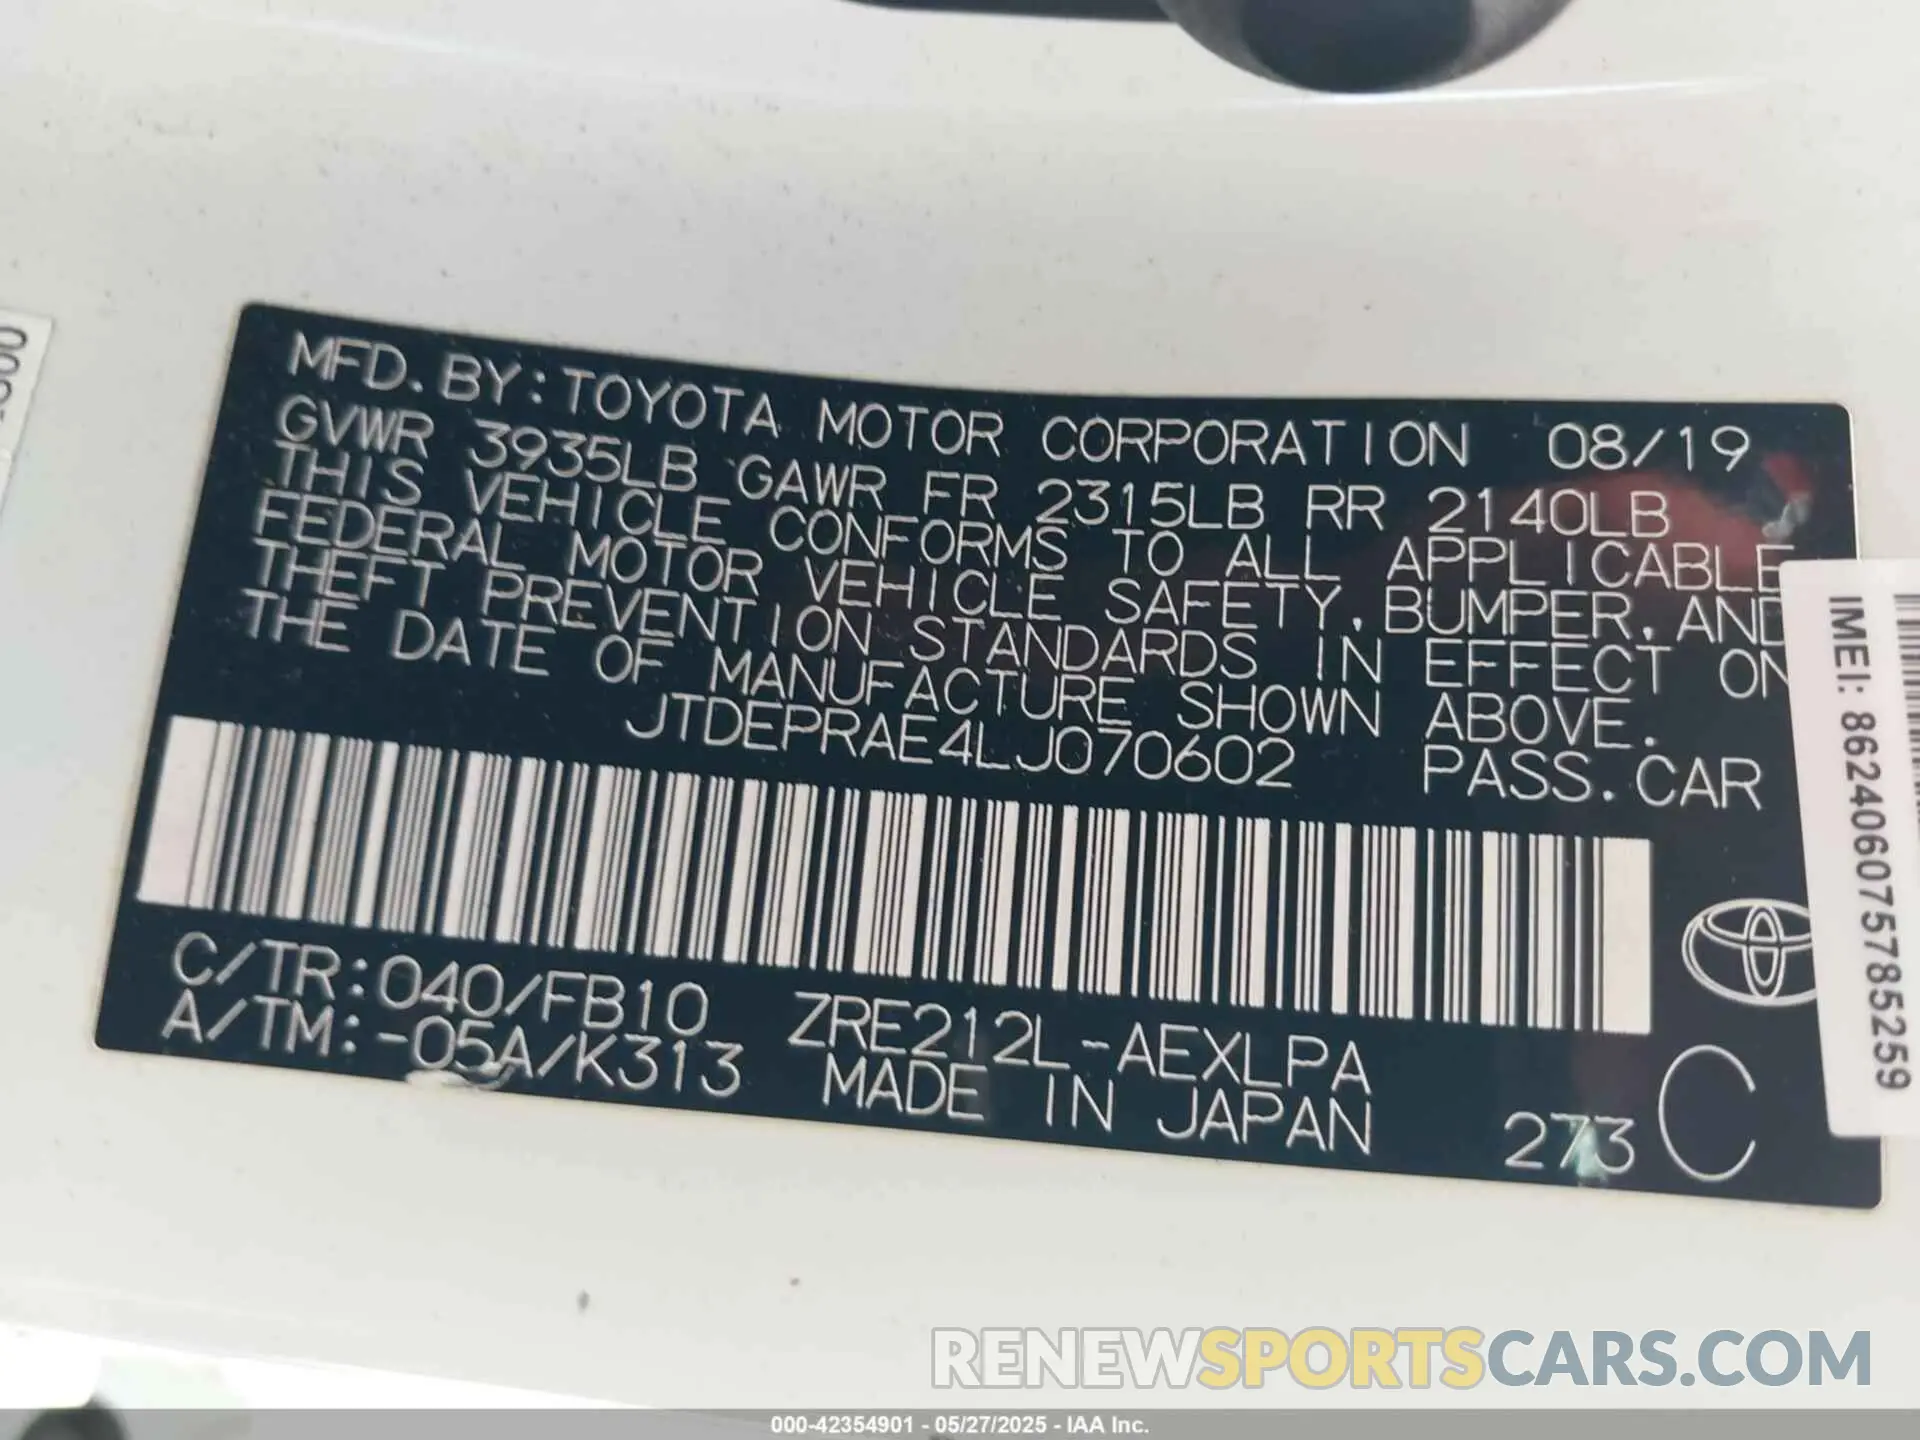 MFD. BY: TOYOTA MOTOR CORPORATION 08/19
GVWR 3935LB GAWR FR 2315LB RR 2140LB
THIS VEHICLE CONFORMS TO ALL APPLICABLE
FEDERAL MOTOR VEHICLE SAFETY, BUMPER, AND
THEFT PREVENTION STANDARDS IN EFFECT ON
THE DATE OF MANUFACTURE SHOWN ABOVE.
JTDEPRAE4LJ070602 PASS. CAR
C/TR: 040/FB10 ZRE212L-AEXLPA
A/TM: -05A/K313 MADE IN JAPAN 273 C
IMEI: 862406075785259
RENEWSPORTSCARS.COM
000-42354901 - 05/27/2025 - IAA Inc.